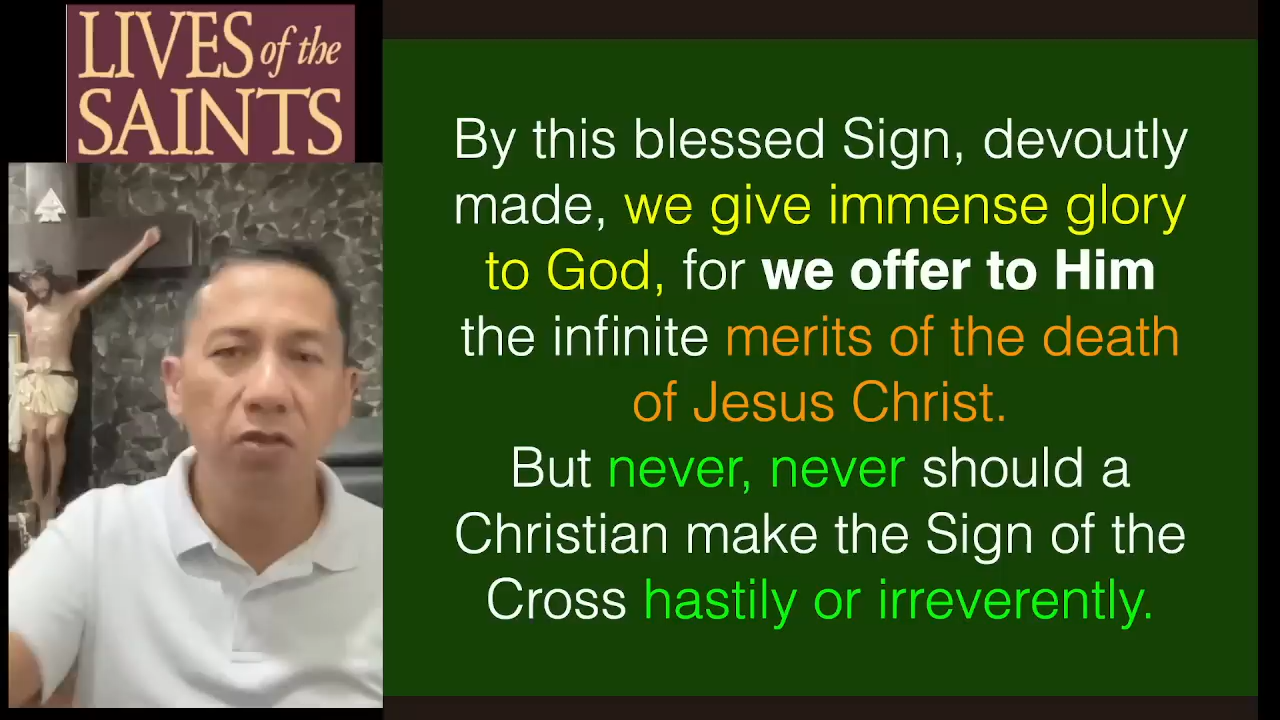 LIVES of the
SAINTS
By this blessed Sign, devoutly
made, we give immense glory
to God, for we offer to Him
the infinite merits of the death
of Jesus Christ.
But never, never should a
Christian make the Sign of the
Cross hastily or irreverently.